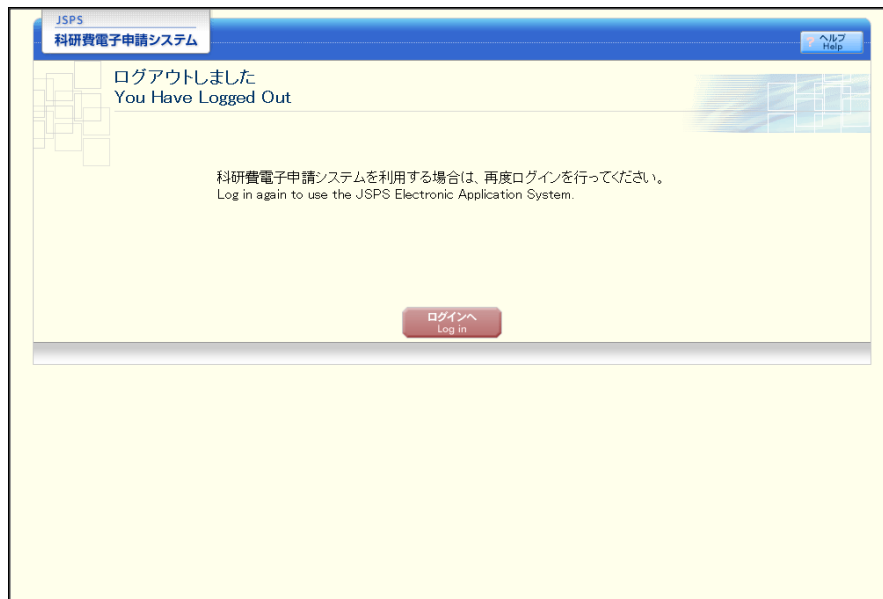 JSPS
科研費電子申請システム
? ヘルプ
Help
ログアウトしました
You Have Logged Out
科研費電子申請システムを利用する場合は、再度ログインを行ってください。
Log in again to use the JSPS Electronic Application System.
ログインへ
Log in